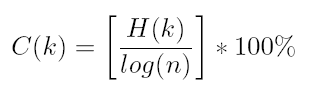 C(k) = [H(k) / log(n)] * 100%